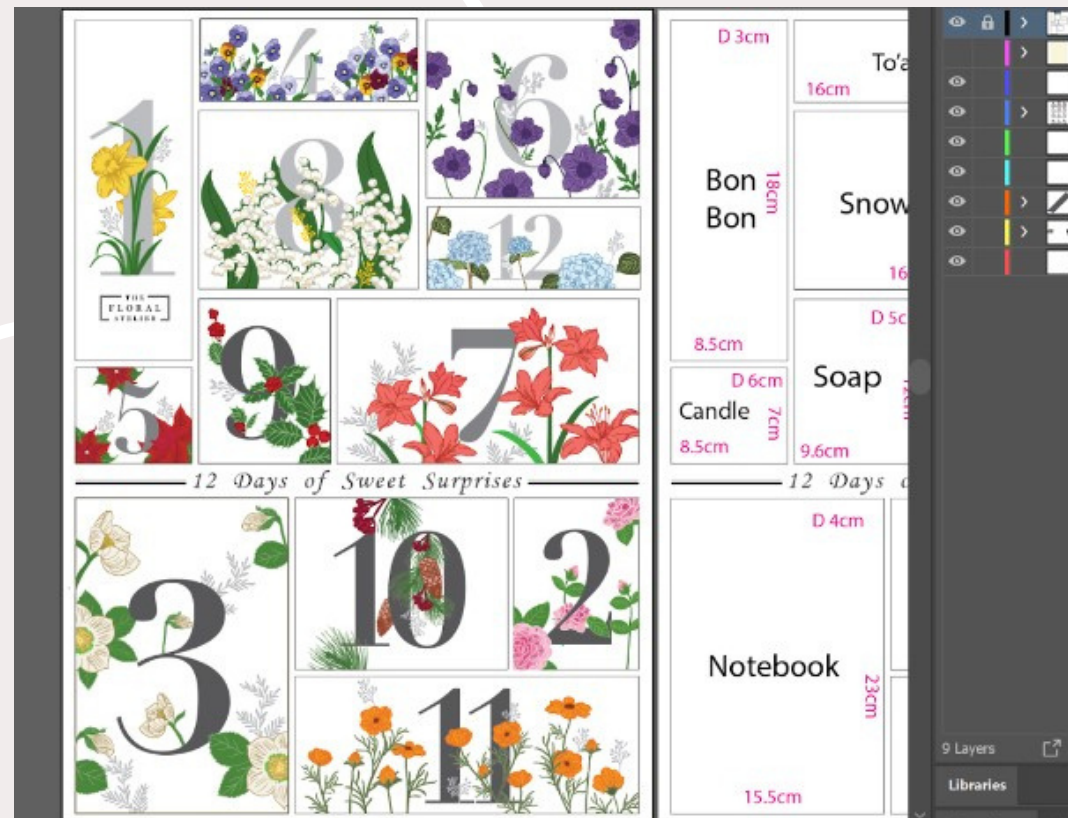 1
4
6
8
12
THE
FLORAL
ATELIER
5
9
7
12 Days of Sweet Surprises
3
10
2
11
D 3cm
Bon
Bon
18cm
8.5cm
16cm
Snow
16
D 6cm
Candle
7cm
8.5cm
D 5c
Soap
9.6cm
12 Days
D 4cm
Notebook
23cm
15.5cm
9 Layers
Libraries